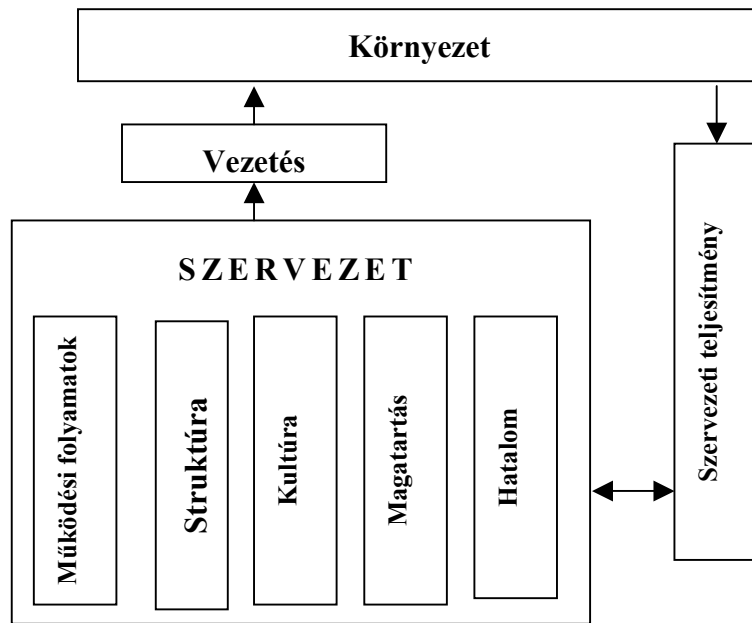 Környezet
Vezetés
SZERVEZET
Működési folyamatok
Struktúra
Kultúra
Magatartás
Hatalom
Szervezeti teljesítmény